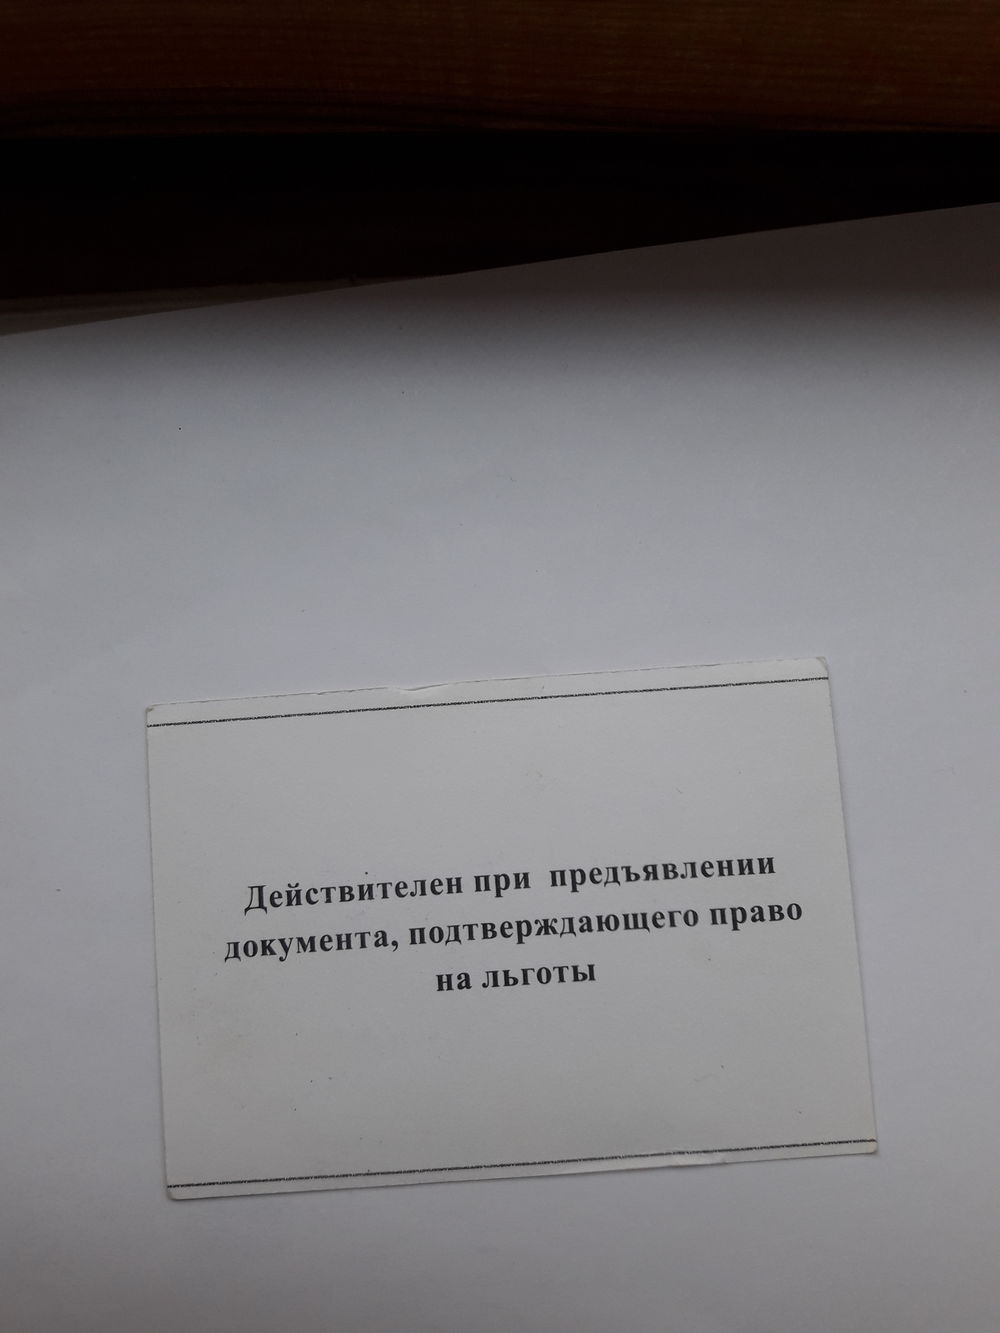 Действителен при предъявлении
документа, подтверждающего право
на льготы